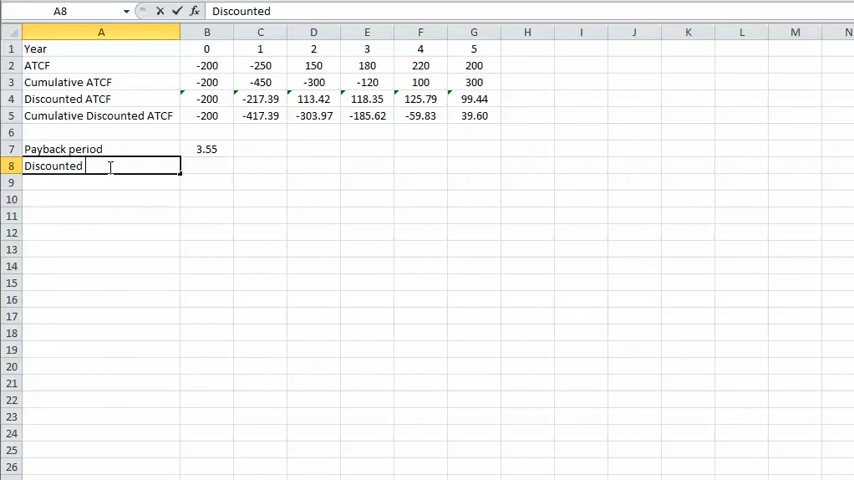 A8 Discounted
A B C D E F G H I J K L M N
1 Year 0 1 2 3 4 5
2 ATCF -200 -250 150 180 220 200
3 Cumulative ATCF -200 -450 -300 -120 100 300
4 Discounted ATCF -200 -217.39 113.42 118.35 125.79 99.44
5 Cumulative Discounted ATCF -200 -417.39 -303.97 -185.62 -59.83 39.60
6
7 Payback period 3.55
8 Discounted
9
10
11
12
13
14
15
16
17
18
19
20
21
22
23
24
25
26